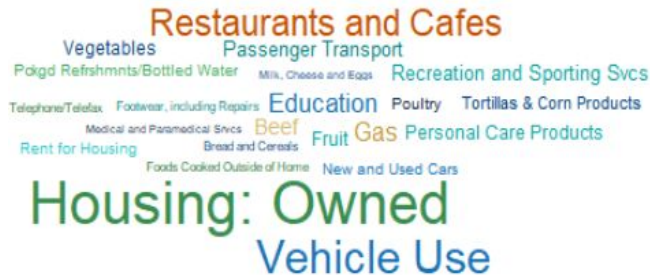 Restaurants and Cafes
Vegetables Passenger Transport
Pckgd Refrshmnts/Bottled Water Milk, Cheese and Eggs Recreation and Sporting Svcs
Telephone/Telefax Footwear, including Repairs Education Poultry Tortillas & Corn Products
Medical and Paramedical Srvcs Beef Fruit Gas Personal Care Products
Rent for Housing Bread and Cereals
Foods Cooked Outside of Home New and Used Cars
Housing: Owned
Vehicle Use